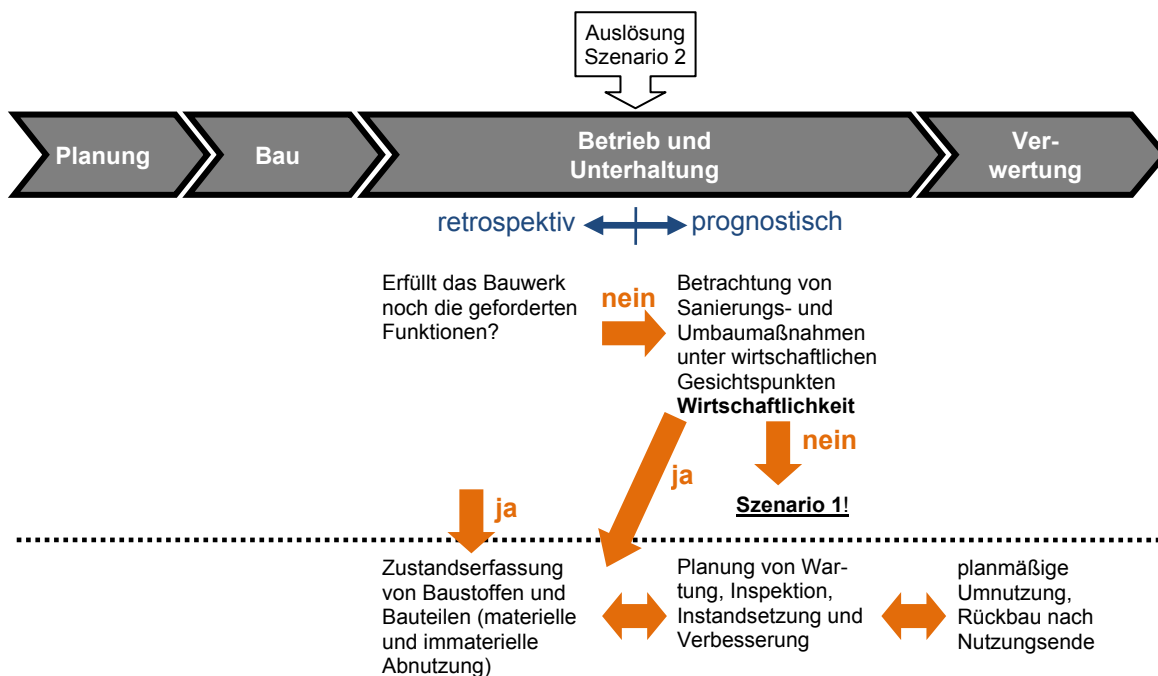 Auslösung
Szenario 2
Planung
Bau
Betrieb und
Unterhaltung
Ver-
wertung
retrospektiv
prognostisch
Erfüllt das Bauwerk
noch die geforderten
Funktionen?
nein
Betrachtung von
Sanierungs- und
Umbaumaßnahmen
unter wirtschaftlichen
Gesichtspunkten
Wirtschaftlichkeit
nein
ja
Szenario 1!
ja
Zustandserfassung
von Baustoffen und
Bauteilen (materielle
und immaterielle
Abnutzung)
Planung von War-
tung, Inspektion,
Instandsetzung und
Verbesserung
planmäßige
Umnutzung,
Rückbau nach
Nutzungsende